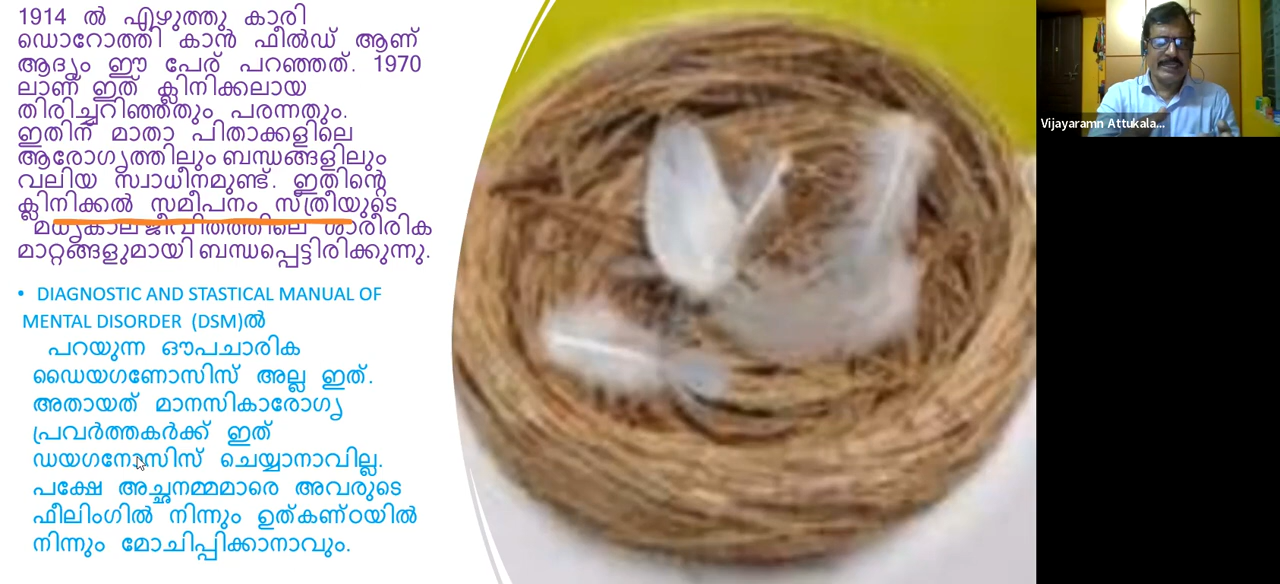 1914 ൽ എഴുത്തു കാരി
ഡൊറോത്തി കാൻ ഫീൽഡ് ആണ്
ആദ്യം ഈ പേര് പറഞ്ഞത്. 1970
ലാണ് ഇത് ക്ലിനിക്കലായ
തിരിച്ചറിഞ്ഞതും പരന്നതും.
ഇതിന് മാതാ പിതാക്കളിലെ
ആരോഗ്യത്തിലും ബന്ധങ്ങളിലും
വലിയ സ്വാധീനമുണ്ട്. ഇതിന്റെ
ക്ലിനിക്കൽ സമീപനം സ്ത്രീയുടെ
മധ്യകാല ജീവിതത്തിലെ ശാരീരിക
മാറ്റങ്ങളുമായി ബന്ധപ്പെട്ടിരിക്കുന്നു.
• DIAGNOSTIC AND STASTICAL MANUAL OF
MENTAL DISORDER (DSM)ൽ
പറയുന്ന ഔപചാരിക
ഡൈയഗണോസിസ് അല്ല ഇത്.
അതായത് മാനസികാരോഗ്യ
പ്രവർത്തകർക്ക് ഇത്
ഡയഗനോസിസ് ചെയ്യാനാവില്ല.
പക്ഷേ അച്ഛനമ്മമാരെ അവരുടെ
ഫീലിംഗിൽ നിന്നും ഉത്കണ്ഠയിൽ
നിന്നും മോചിപ്പിക്കാനാവും.
Vijayaramn Attukala...